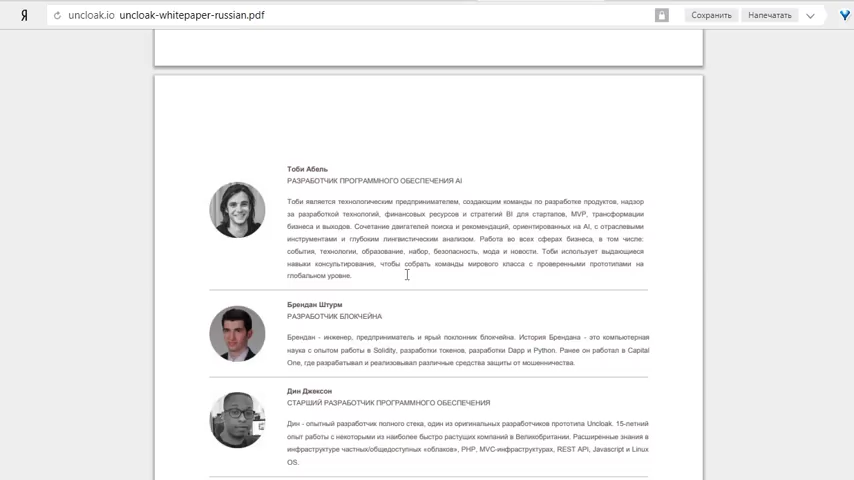 Я uncloak.io uncloak-whitepaper-russian.pdf Сохранить Напечатать
Тоби Абель
РАЗРАБОТЧИК ПРОГРАММНОГО ОБЕСПЕЧЕНИЯ AI
Тоби является технологическим предпринимателем, создающим команды по разработке продуктов, надзор
за разработкой технологий, финансовых ресурсов и стратегий BI для стартапов, MVP, трансформации
бизнеса и выходов. Сочетание двигателей поиска и рекомендаций, ориентированных на AI, с отраслевыми
инструментами и глубоким лингвистическим анализом. Работа во всех сферах бизнеса, в том числе:
события, технологии, образование, набор, безопасность, мода и новости. Тоби использует выдающиеся
навыки консультирования, чтобы собрать команды мирового класса с проверенными прототипами на
глобальном уровне.
Брендан Штурм
РАЗРАБОТЧИК БЛОКЧЕЙНА
Брендан - инженер, предприниматель и ярый поклонник блокчейна. История Брендана - это компьютерная
наука с опытом работы в Solidity, разработки токенов, разработки Dapp и Python. Ранее он работал в Capital
One, где разрабатывал и реализовывал различные средства защиты от мошенничества.
Дин Джексон
СТАРШИЙ РАЗРАБОТЧИК ПРОГРАММНОГО ОБЕСПЕЧЕНИЯ
Дин - опытный разработчик полного стека, один из оригинальных разработчиков прототипа Uncloak. 15-летний
опыт работы с некоторыми из наиболее быстро растущих компаний в Великобритании. Расширенные знания в
инфраструктуре частных/общедоступных «облаков», PHP, MVC-инфраструктурах, REST API, Javascript и Linux
OS.